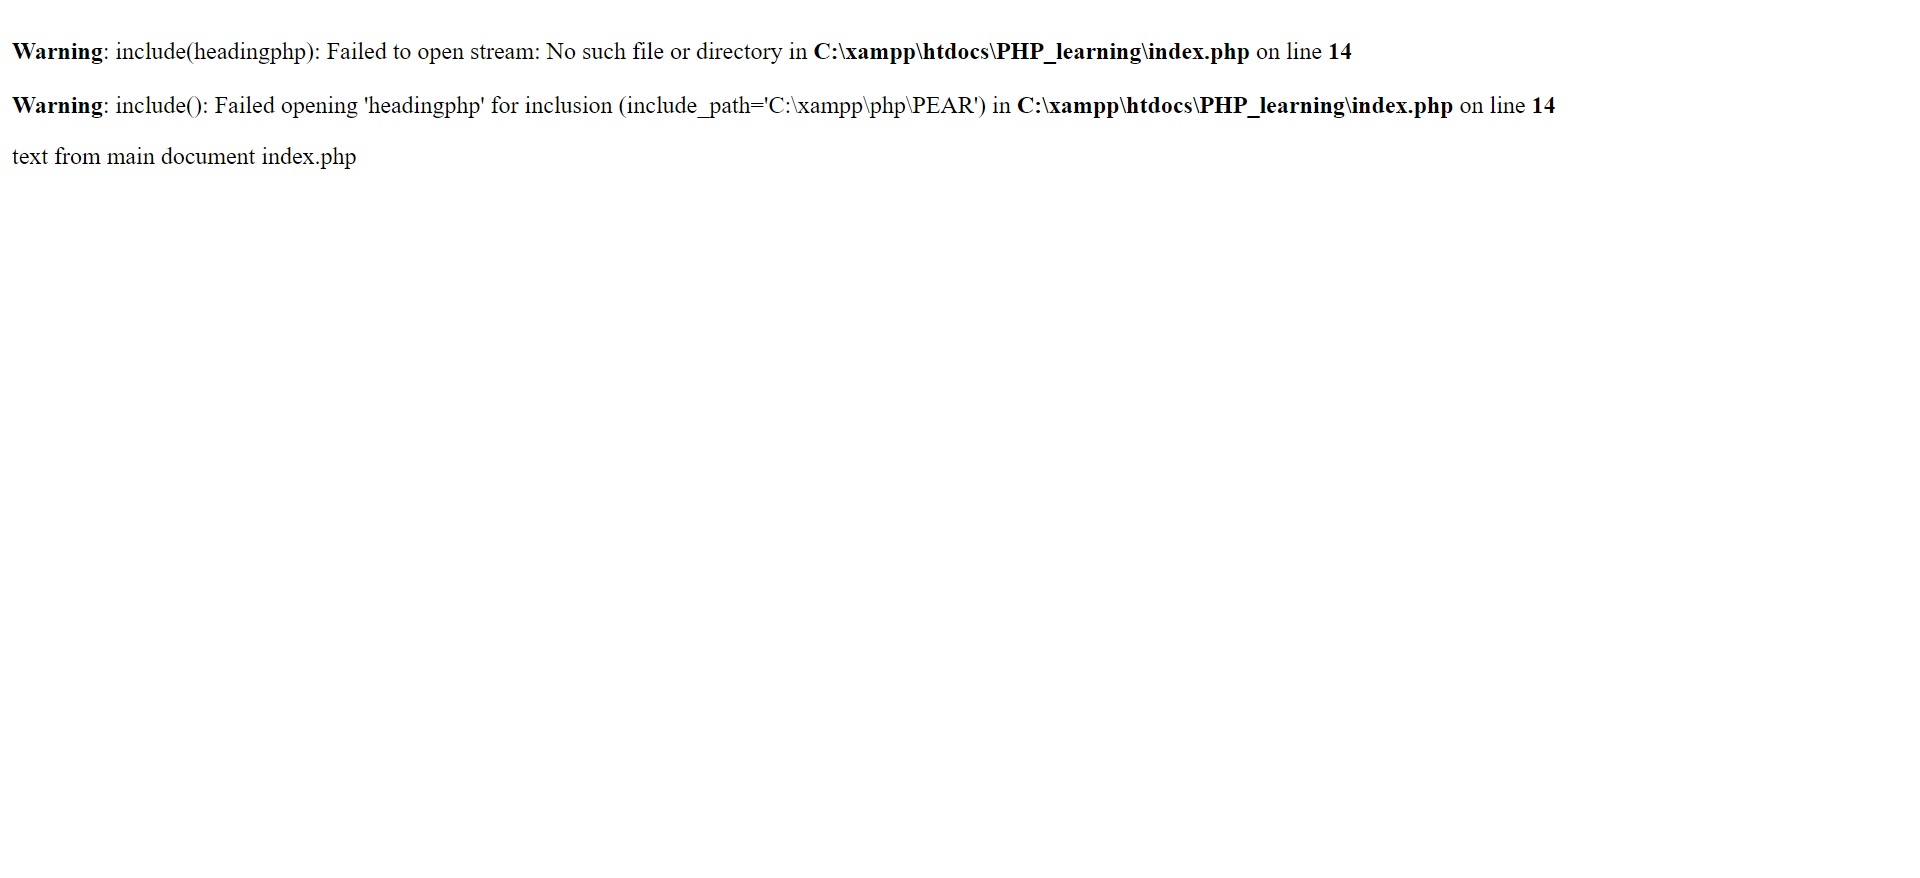 Warning: include(headingphp): Failed to open stream: No such file or directory in C:\xampp\htdocs\PHP_learning\index.php on line 14
Warning: include(): Failed opening 'headingphp' for inclusion (include_path='C:\xampp\php\PEAR') in C:\xampp\htdocs\PHP_learning\index.php on line 14
text from main document index.php